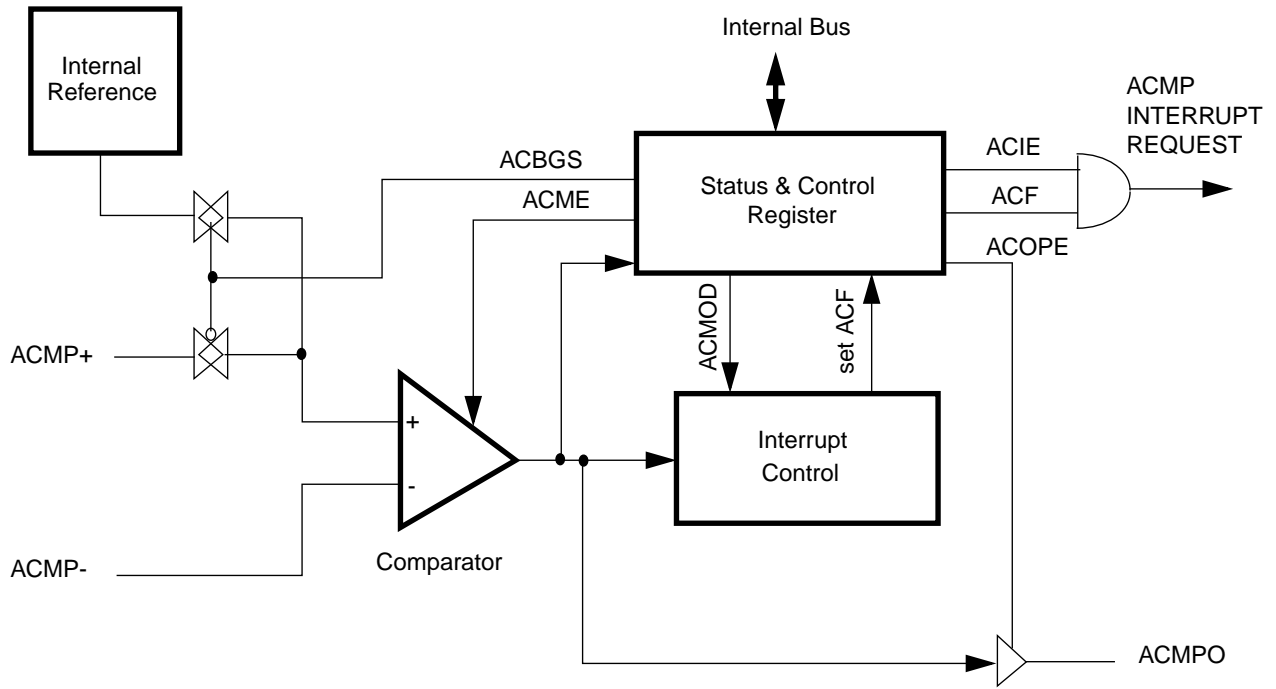 Internal Bus
Internal
Reference
ACMP
INTERRUPT
REQUEST
ACBGS
ACME
Status & Control
Register
ACIE
ACF
ACOPE
ACMOD
set ACF
ACMP+
+
-
Interrupt
Control
Comparator
ACMP-
ACMPO